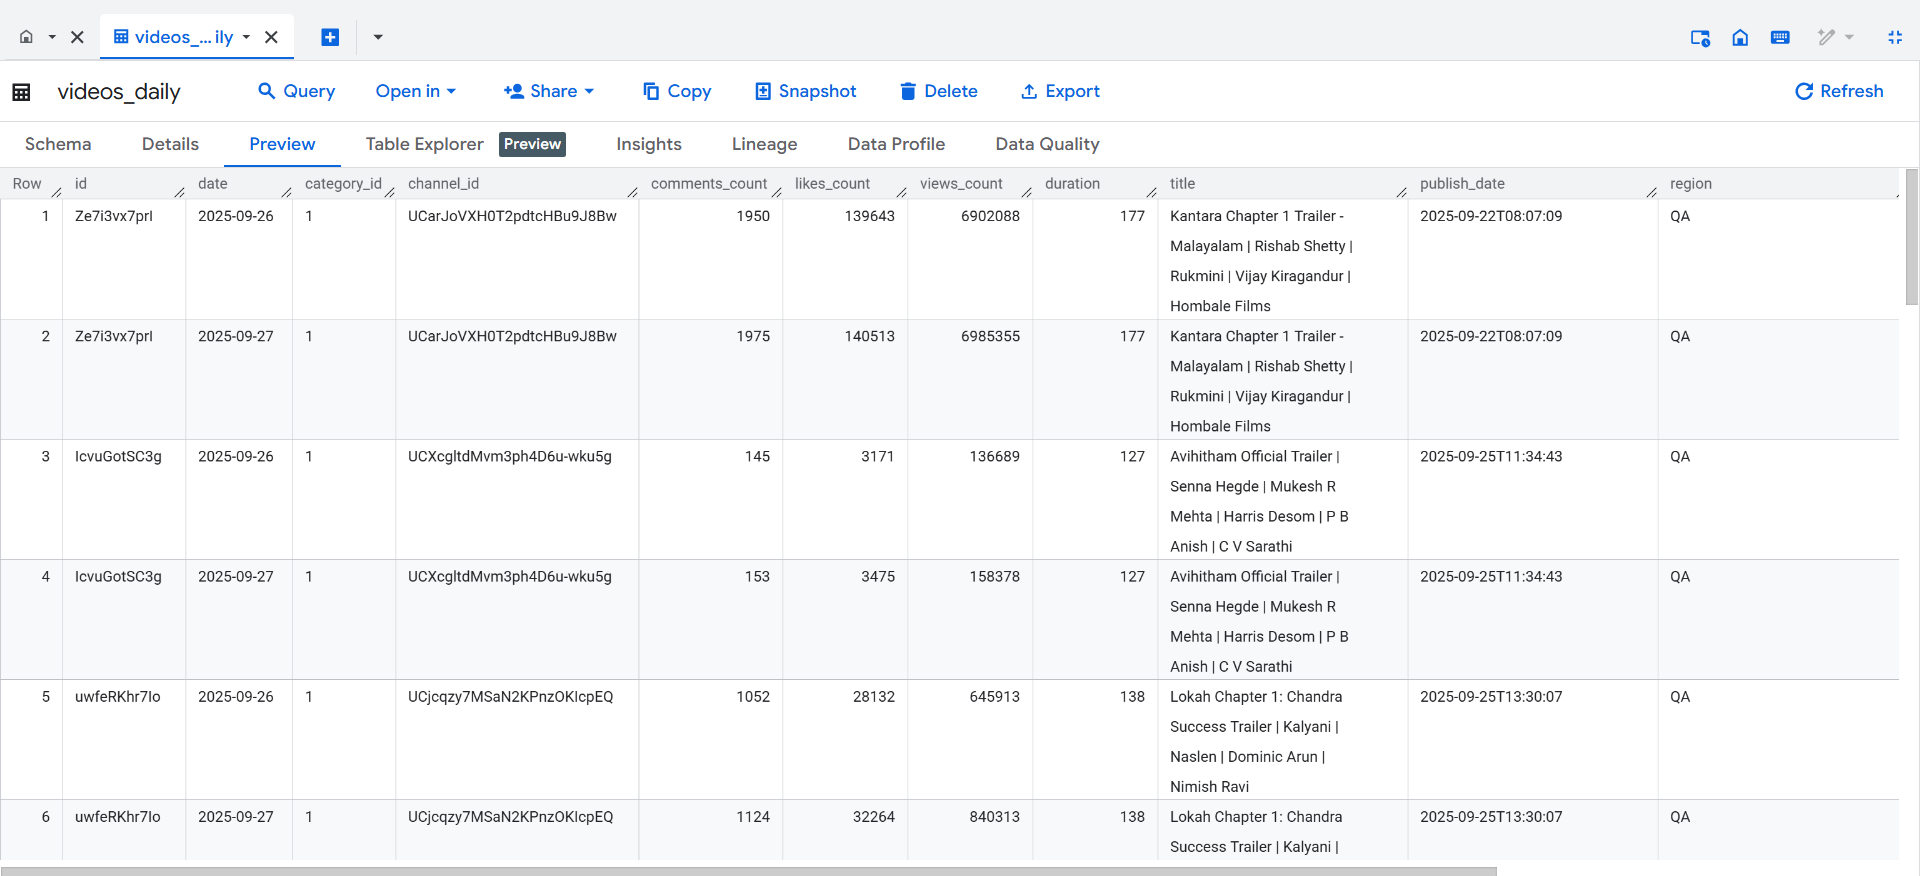 videos_... ily
videos_daily Query Open in Share Copy Snapshot Delete Export Refresh
Schema Details Preview Table Explorer Preview Insights Lineage Data Profile Data Quality
Row id date category_id channel_id comments_count likes_count views_count duration title publish_date region
1 Ze7i3vx7prI 2025-09-26 1 UCarJoVXH0T2pdtcHBu9J8Bw 1950 139643 6902088 177 Kantara Chapter 1 Trailer - 2025-09-22T08:07:09 QA
Malayalam | Rishab Shetty |
Rukmini | Vijay Kiragandur |
Hombale Films
2 Ze7i3vx7prI 2025-09-27 1 UCarJoVXH0T2pdtcHBu9J8Bw 1975 140513 6985355 177 Kantara Chapter 1 Trailer - 2025-09-22T08:07:09 QA
Malayalam | Rishab Shetty |
Rukmini | Vijay Kiragandur |
Hombale Films
3 IcvuGotSC3g 2025-09-26 1 UCXcgltdMvm3ph4D6u-wku5g 145 3171 136689 127 Avihitham Official Trailer | 2025-09-25T11:34:43 QA
Senna Hegde | Mukesh R
Mehta | Harris Desom | P B
Anish | C V Sarathi
4 IcvuGotSC3g 2025-09-27 1 UCXcgltdMvm3ph4D6u-wku5g 153 3475 158378 127 Avihitham Official Trailer | 2025-09-25T11:34:43 QA
Senna Hegde | Mukesh R
Mehta | Harris Desom | P B
Anish | C V Sarathi
5 uwfeRKhr7lo 2025-09-26 1 UCjcqzy7MSaN2KPnzOKIcpEQ 1052 28132 645913 138 Lokah Chapter 1: Chandra 2025-09-25T13:30:07 QA
Success Trailer | Kalyani |
Naslen | Dominic Arun |
Nimish Ravi
6 uwfeRKhr7lo 2025-09-27 1 UCjcqzy7MSaN2KPnzOKIcpEQ 1124 32264 840313 138 Lokah Chapter 1: Chandra 2025-09-25T13:30:07 QA
Success Trailer | Kalyani |